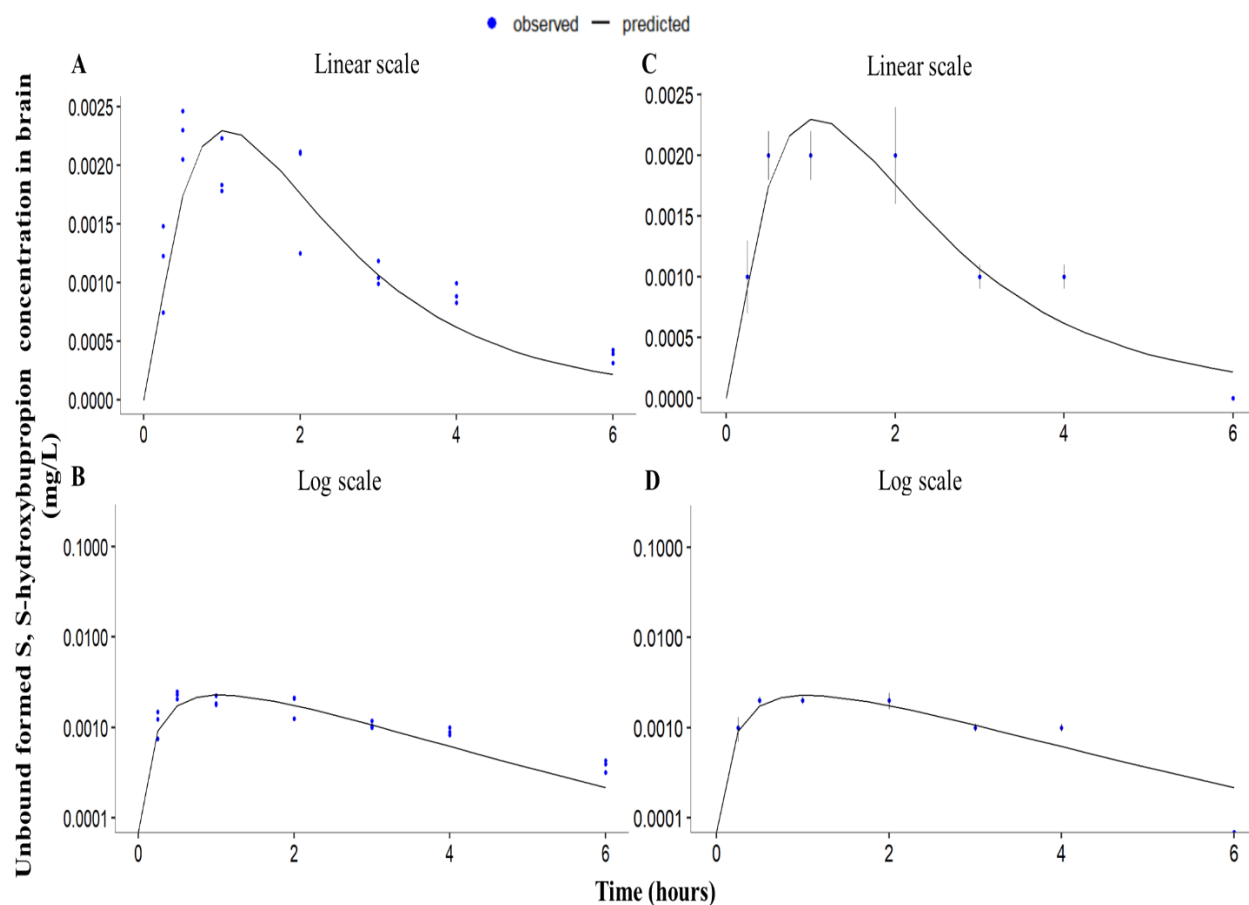 observed predicted
A
Linear scale
C
Linear scale
Unbound formed S, S-hydroxybupropion concentration in brain
(mg/L)
0.0025
0.0020
0.0015
0.0010
0.0005
0.0000
0 2 4 6
0.0025
0.0020
0.0015
0.0010
0.0005
0.0000
0 2 4 6
B
Log scale
D
Log scale
0.1000
0.0100
0.0010
0.0001
0 2 4 6
0.1000
0.0100
0.0010
0.0001
0 2 4 6
Time (hours)